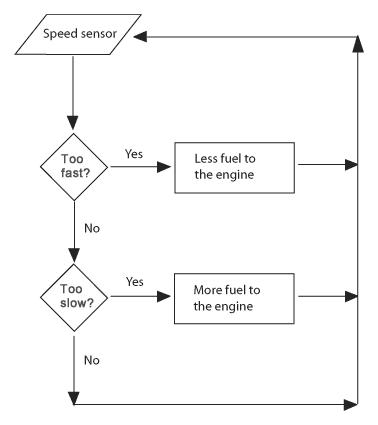 Speed sensor
Too
fast?
Yes
Less fuel to
the engine
No
Too
slow?
Yes
More fuel to
the engine
No